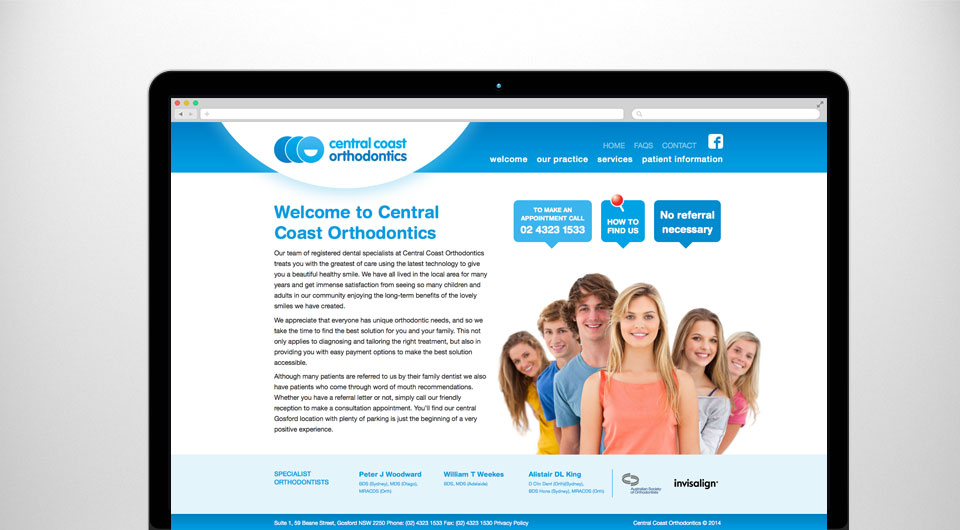 central coast
orthodontics
HOME FAQS CONTACT
welcome our practice services patient information
Welcome to Central
Coast Orthodontics
Our team of registered dental specialists at Central Coast Orthodontics
treats you with the greatest of care using the latest technology to give
you a beautiful healthy smile. We have all lived in the local area for many
years and get immense satisfaction from seeing so many children and
adults in our community enjoying the long-term benefits of the lovely
smiles we have created.
We appreciate that everyone has unique orthodontic needs, and so we
take the time to find the best solution for you and your family. This not
only applies to diagnosing and tailoring the right treatment, but also in
providing you with easy payment options to make the best solution
accessible.
Although many patients are referred to us by their family dentist we also
have patients who come through word of mouth recommendations.
Whether you have a referral letter or not, simply call our friendly
reception to make a consultation appointment. You'll find our central
Gosford location with plenty of parking is just the beginning of a very
positive experience.
TO MAKE AN
APPOINTMENT CALL
02 4323 1533
HOW TO
FIND US
No referral
necessary
SPECIALIST
ORTHODONTISTS
Peter J Woodward
BDS (Sydney), MDS (Otago),
MRACDS (Orth)
William T Weekes
BDS, MDS (Adelaide)
Alistair DL King
D Clin Dent (Orth)(Sydney),
BDS Hons (Sydney), MRACDS (Orth)
Australian Society
of Orthodontists
invisalign
Suite 1, 59 Beane Street, Gosford NSW 2250 Phone: (02) 4323 1533 Fax: (02) 4323 1530 Privacy Policy
Central Coast Orthodontics © 2014